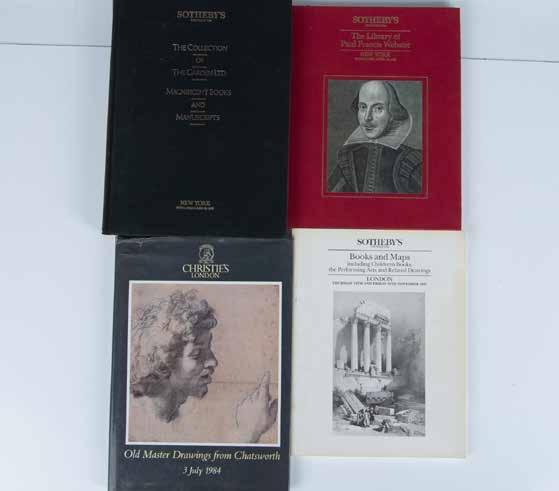 SOTHEBY'S
THE COLLECTION
OF
THE GARDEN LTD.
MAGNIFICENT BOOKS
AND
MANUSCRIPTS
NEW YORK
SOTHEBY'S
The Library of
Paul Francis Webster
NEW YORK
CHRISTIE'S
LONDON
Old Master Drawings from Chatsworth
3 July 1984
SOTHEBY'S
Books and Maps
including Children's Books,
the Performing Arts and Related Drawings
LONDON